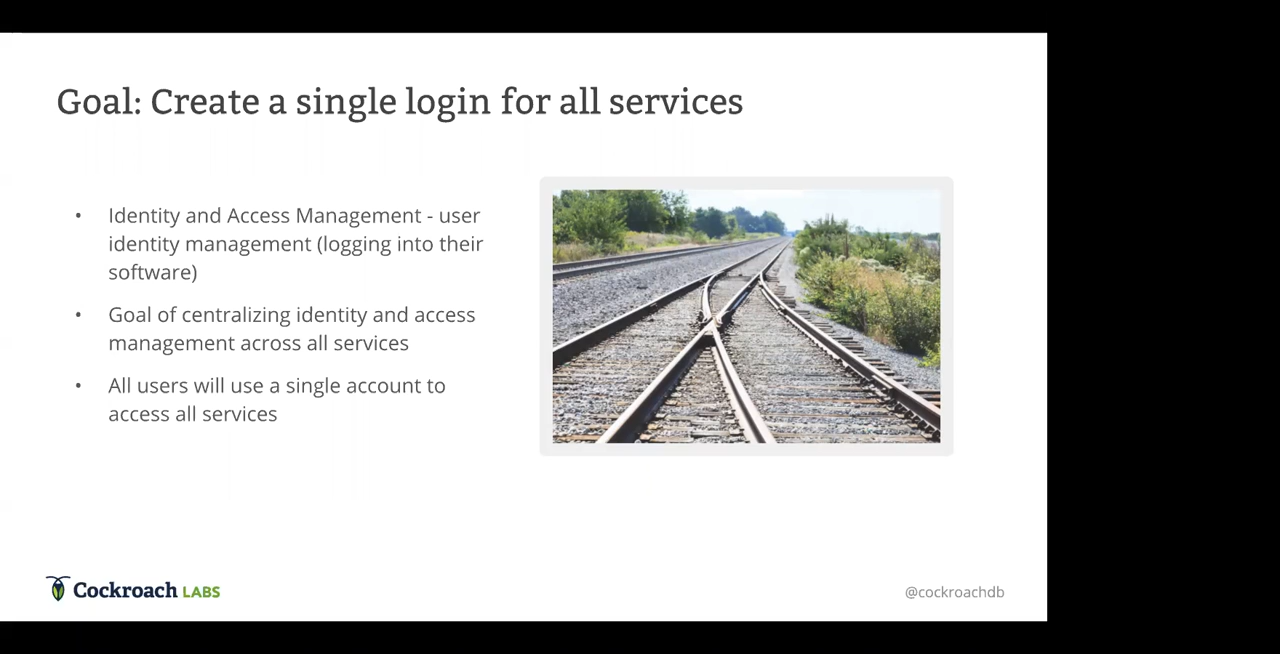 Goal: Create a single login for all services
• Identity and Access Management - user
identity management (logging into their
software)
• Goal of centralizing identity and access
management across all services
• All users will use a single account to
access all services
Cockroach LABS
@cockroachdb